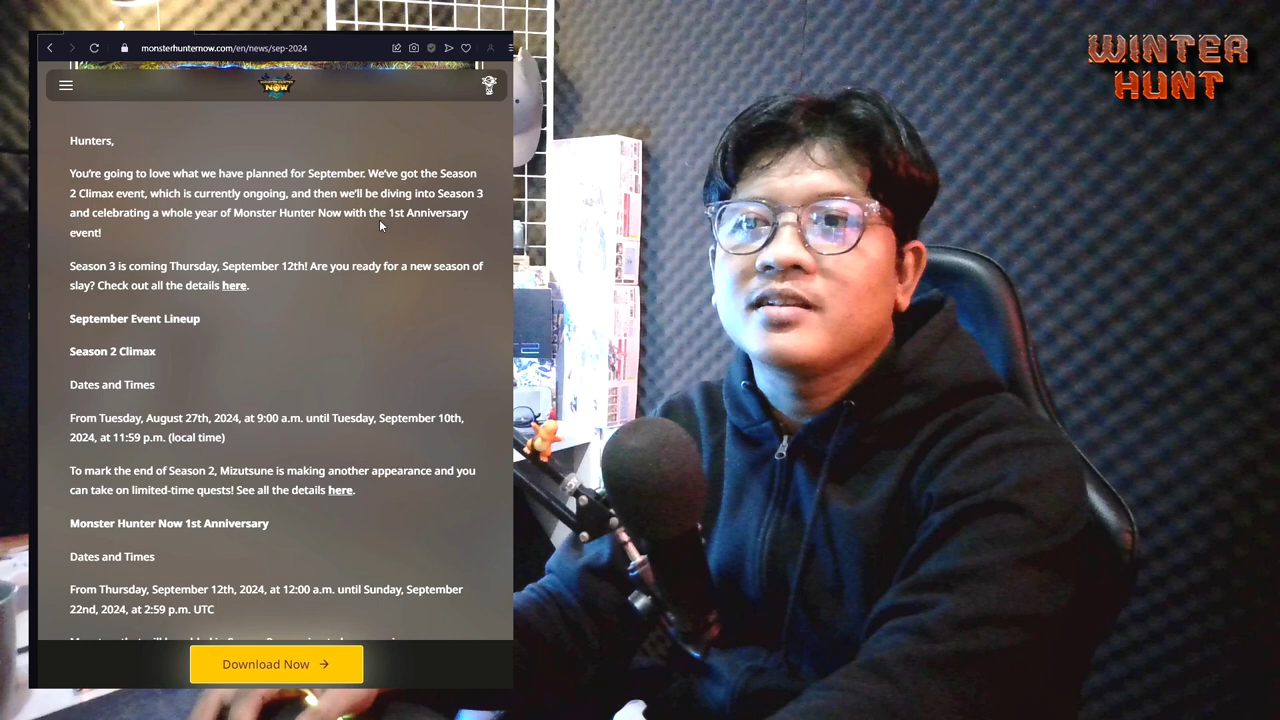 monsterhunternow.com/en/news/sep-2024
WINTER
HUNT
MONSTER HUNTER
NOW
Hunters,
You're going to love what we have planned for September. We've got the Season
2 Climax event, which is currently ongoing, and then we'll be diving into Season 3
and celebrating a whole year of Monster Hunter Now with the 1st Anniversary
event!
Season 3 is coming Thursday, September 12th! Are you ready for a new season of
slay? Check out all the details here.
September Event Lineup
Season 2 Climax
Dates and Times
From Tuesday, August 27th, 2024, at 9:00 a.m. until Tuesday, September 10th,
2024, at 11:59 p.m. (local time)
To mark the end of Season 2, Mizutsune is making another appearance and you
can take on limited-time quests! See all the details here.
Monster Hunter Now 1st Anniversary
Dates and Times
From Thursday, September 12th, 2024, at 12:00 a.m. until Sunday, September
22nd, 2024, at 2:59 p.m. UTC
Download Now →